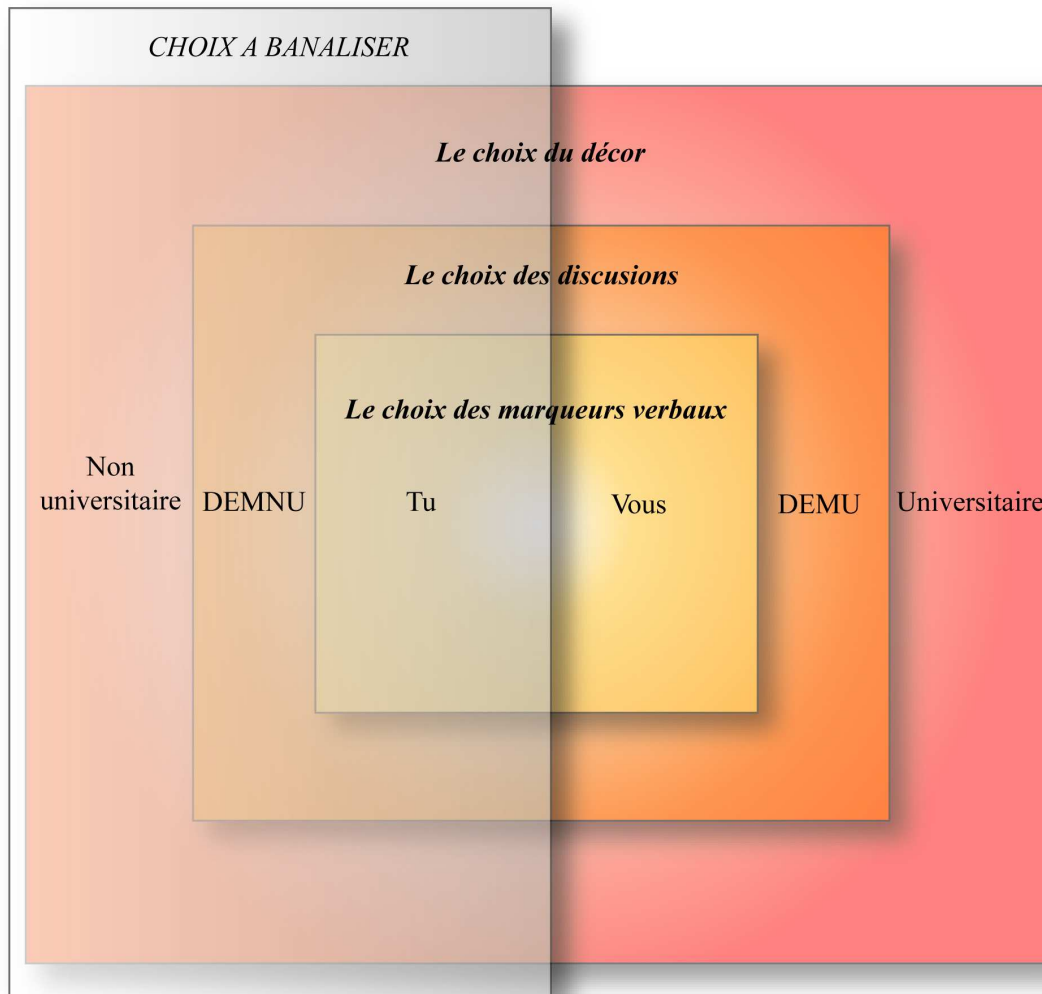 CHOIX A BANALISER
Le choix du décor
Le choix des discusions
Le choix des marqueurs verbaux
Non
universitaire
DEMNU
Tu
Vous
DEMU
Universitaire